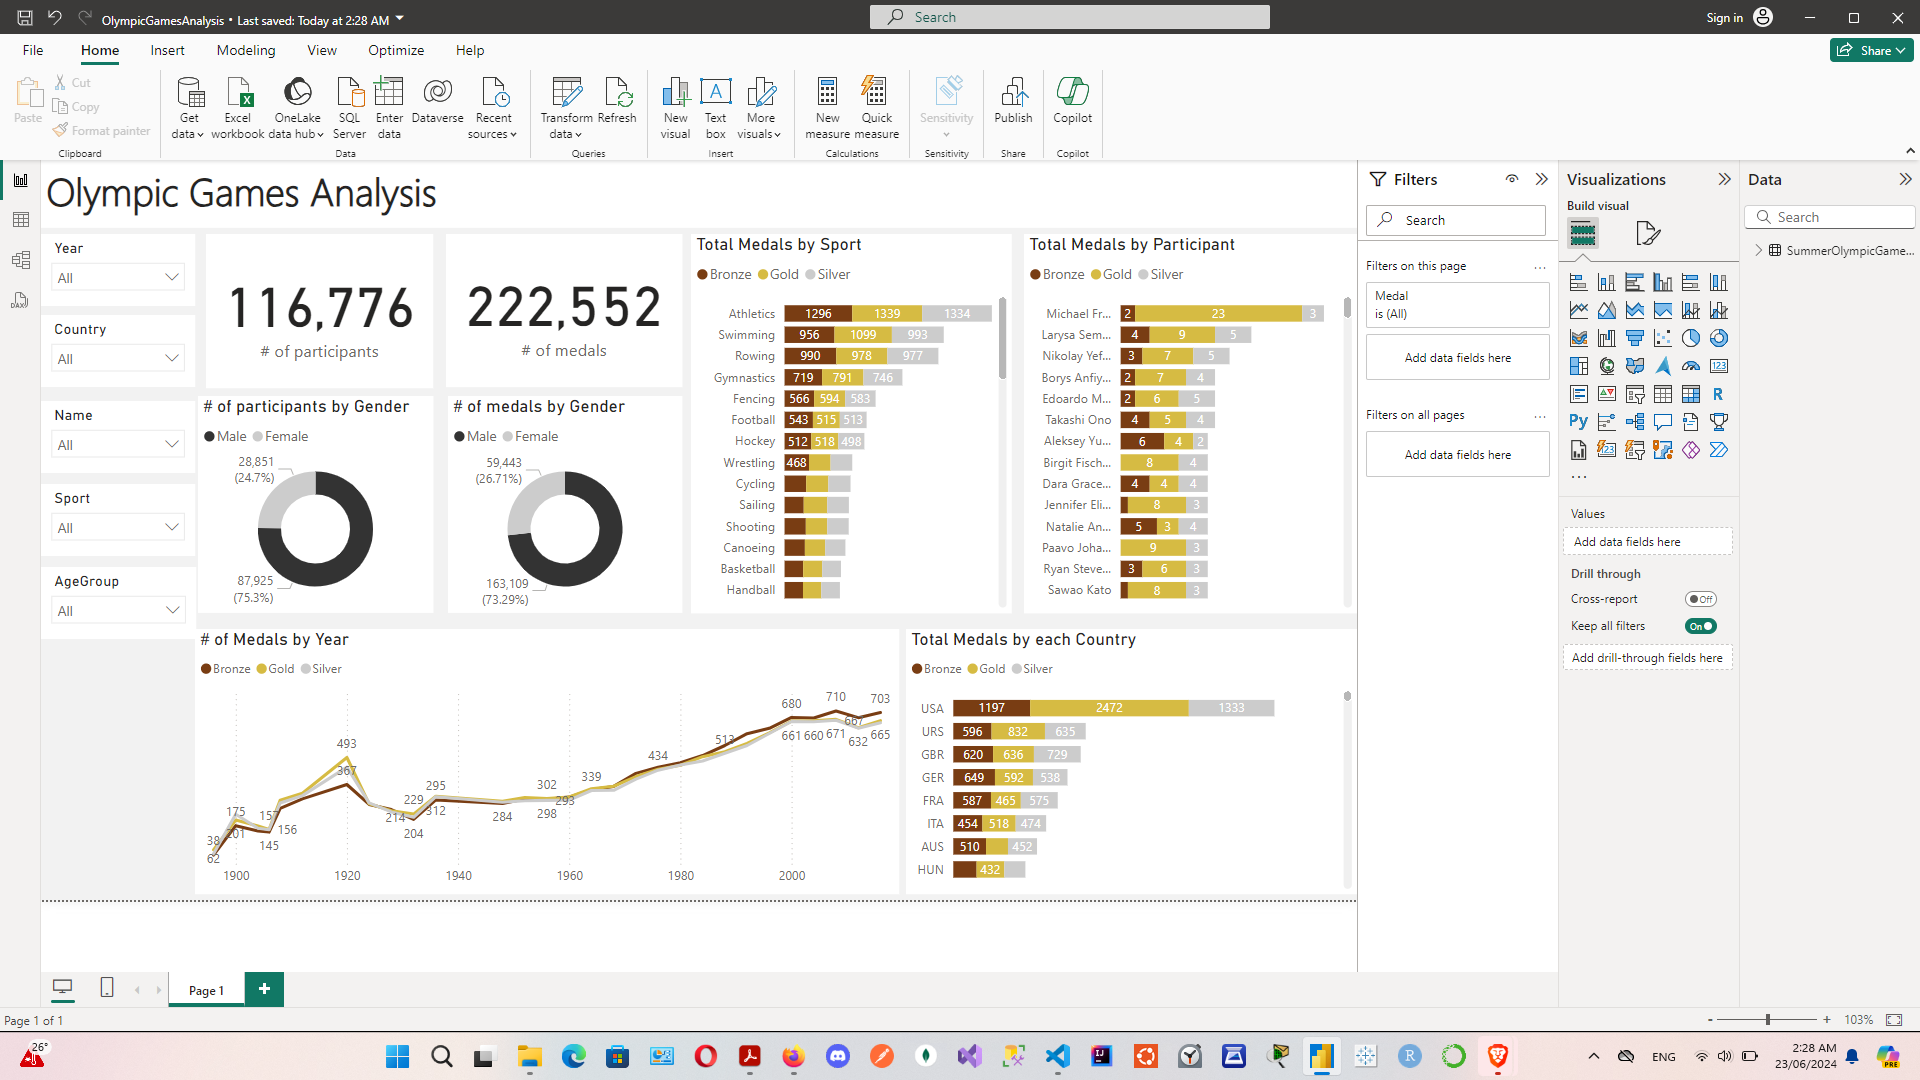 OlympicGamesAnalysis • Last saved: Today at 2:28 AM
Search
Sign in
File
Home
Insert
Modeling
View
Optimize
Help
Share
Paste
Cut
Copy
Format painter
Clipboard
Get data
Excel workbook
OneLake data hub
SQL Server
Enter data
Dataverse
Recent sources
Data
Transform data
Refresh
Queries
New visual
Text box
More visuals
Insert
New measure
Quick measure
Calculations
Sensitivity
Sensitivity
Publish
Share
Copilot
Copilot
Olympic Games Analysis
Year
All
Country
All
Name
All
Sport
All
AgeGroup
All
116,776
# of participants
222,552
# of medals
# of participants by Gender
Male Female
28,851
(24.7%)
87,925
(75.3%)
# of medals by Gender
Male Female
59,443
(26.71%)
163,109
(73.29%)
Total Medals by Sport
Bronze Gold Silver
Athletics 1296 1339 1334
Swimming 956 1099 993
Rowing 990 978 977
Gymnastics 719 791 746
Fencing 566 594 583
Football 543 515 513
Hockey 512 518 498
Wrestling 468
Cycling
Sailing
Shooting
Canoeing
Basketball
Handball
Total Medals by Participant
Bronze Gold Silver
Michael Fr... 2 23 3
Larysa Sem... 4 9 5
Nikolay Yef... 3 7 5
Borys Anfiy... 2 7 4
Edoardo M... 2 6 5
Takashi Ono 4 5 4
Aleksey Yu... 6 4 2
Birgit Fisch... 8 4
Dara Grace... 4 4 4
Jennifer Eli... 8 3
Natalie An... 5 3 4
Paavo Joha... 9 3
Ryan Steve... 3 6 3
Sawao Kato 8 3
# of Medals by Year
Bronze Gold Silver
38
62
175
201
157
145
156
493
367
214
229
204
295
312
284
302
298
293
339
434
513
680
661
660
710
671
667
632
703
665
1900 1920 1940 1960 1980 2000
Total Medals by each Country
Bronze Gold Silver
USA 1197 2472 1333
URS 596 832 635
GBR 620 636 729
GER 649 592 538
FRA 587 465 575
ITA 454 518 474
AUS 510 452
HUN 432
Filters
Search
Filters on this page ...
Medal
is (All)
Add data fields here
Filters on all pages ...
Add data fields here
Visualizations
Build visual
123
R
Py
123
...
Values
Add data fields here
Drill through
Cross-report Off
Keep all filters On
Add drill-through fields here
Data
Search
SummerOlympicGame...
Page 1
+
Page 1 of 1
- + 103%
26°
ENG
2:28 AM
23/06/2024
PRE